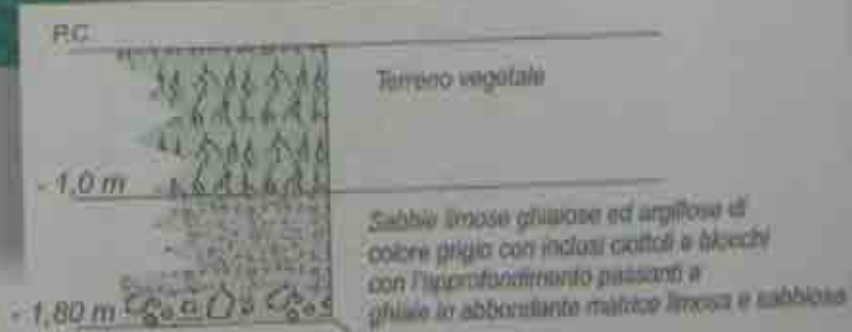 P.C.
Terreno vegetale
- 1,0 m
Sabbie limose ghiaiose ed argillose di
colore grigio con inclusi ciottoli e blocchi
con l'approfondimento passanti a
ghiaie in abbondante matrice limosa e sabbiosa
- 1,80 m